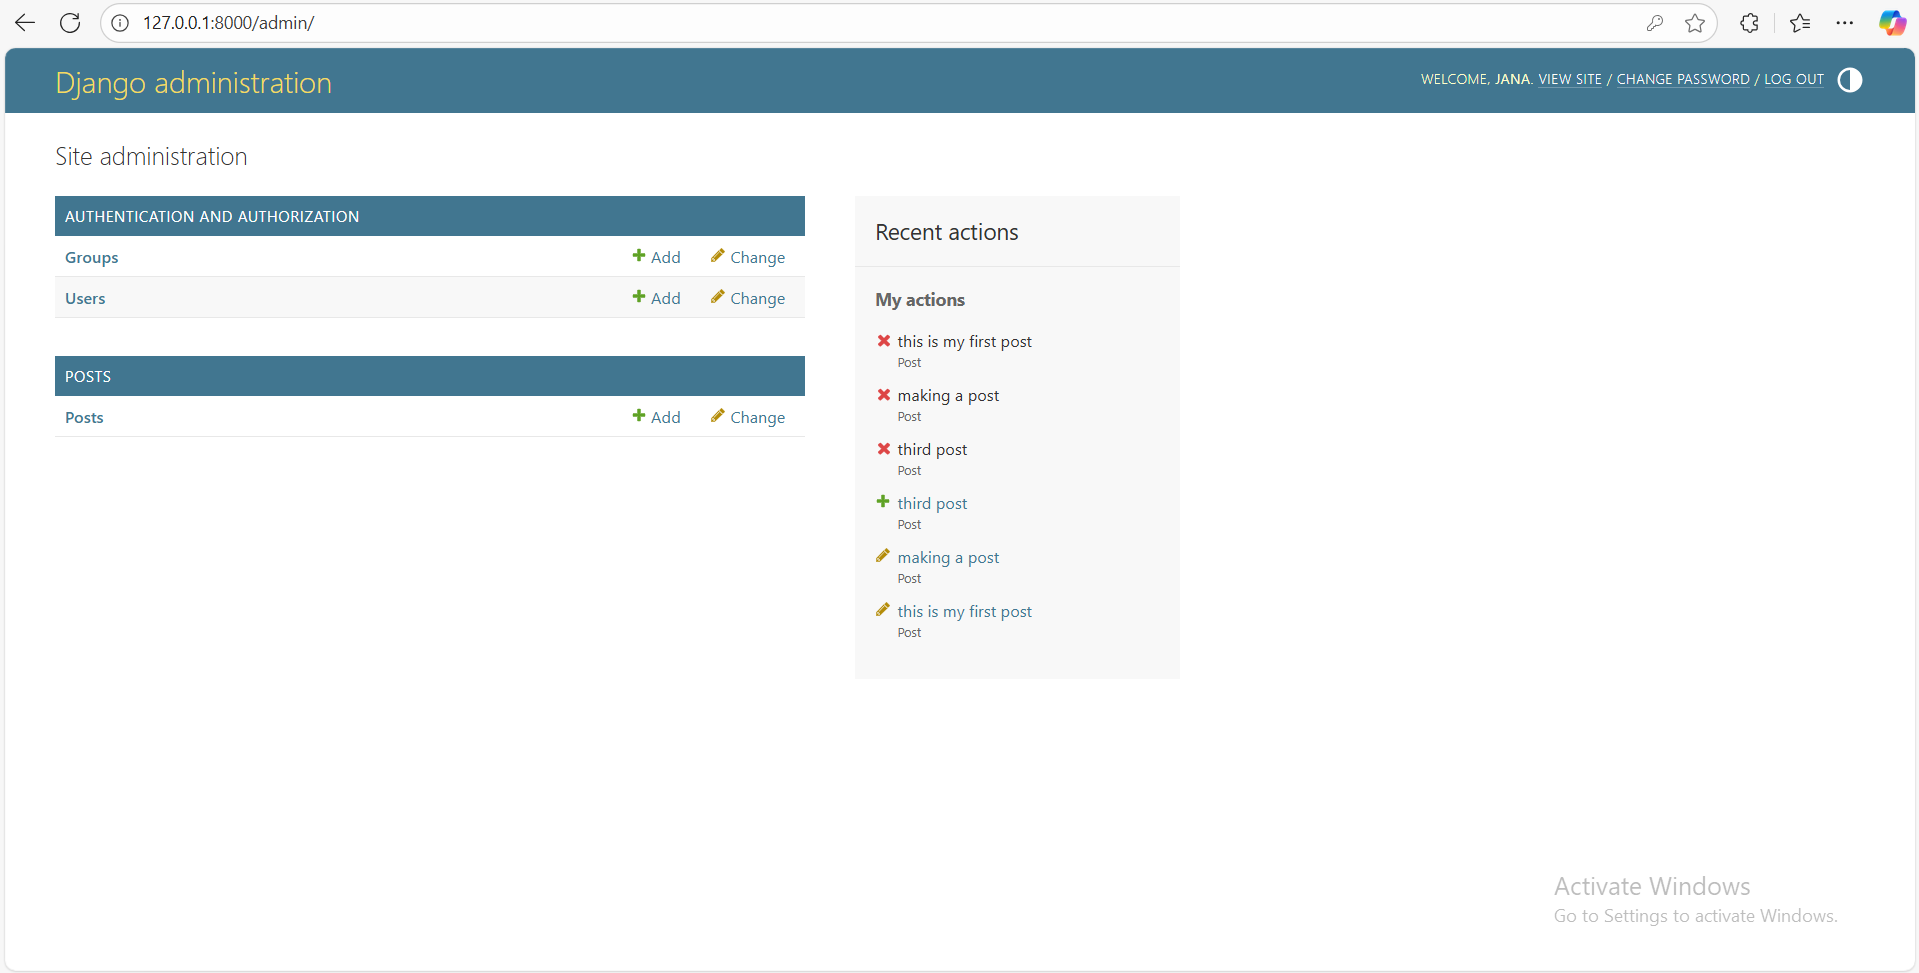 127.0.0.1:8000/admin/
Django administration
WELCOME, JANA. VIEW SITE / CHANGE PASSWORD / LOG OUT
Site administration
AUTHENTICATION AND AUTHORIZATION
Groups Add Change
Users Add Change
POSTS
Posts Add Change
Recent actions
My actions
this is my first post
Post
making a post
Post
third post
Post
third post
Post
making a post
Post
this is my first post
Post
Activate Windows
Go to Settings to activate Windows.